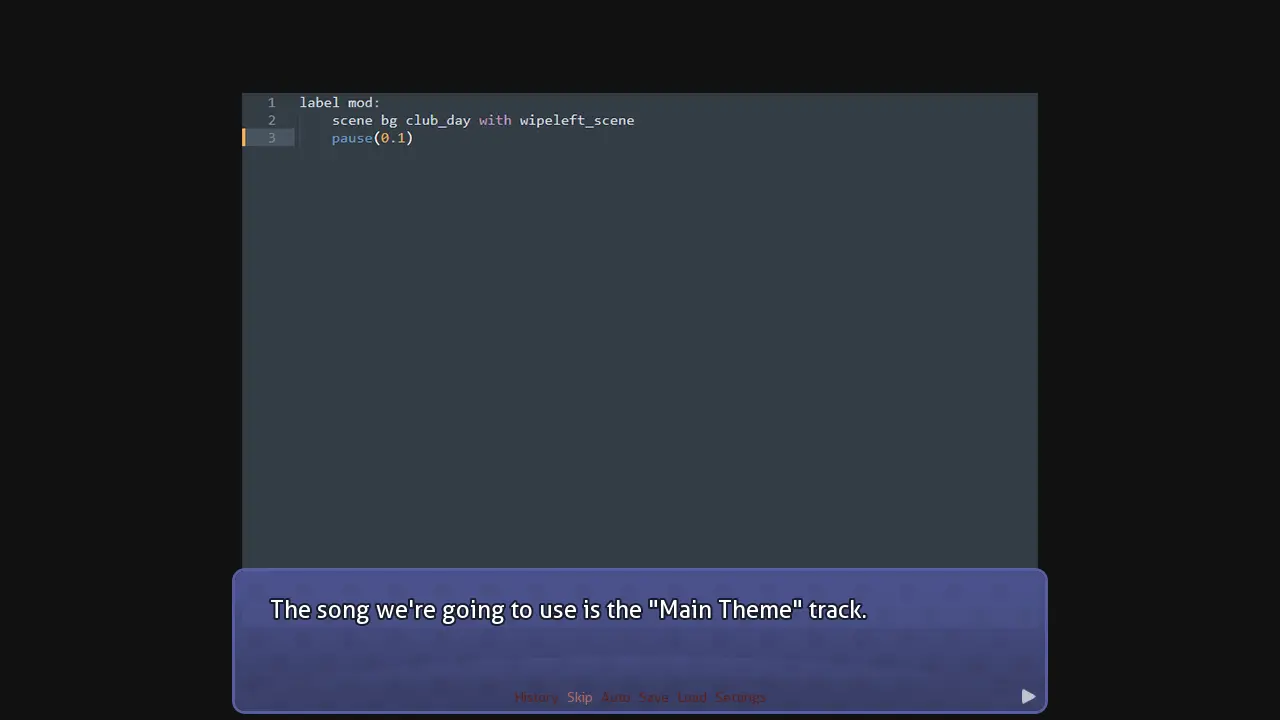 1 label mod:
2 scene bg club_day with wipeleft_scene
3 pause(0.1)
The song we're going to use is the "Main Theme" track.
History Skip Auto Save Load Settings